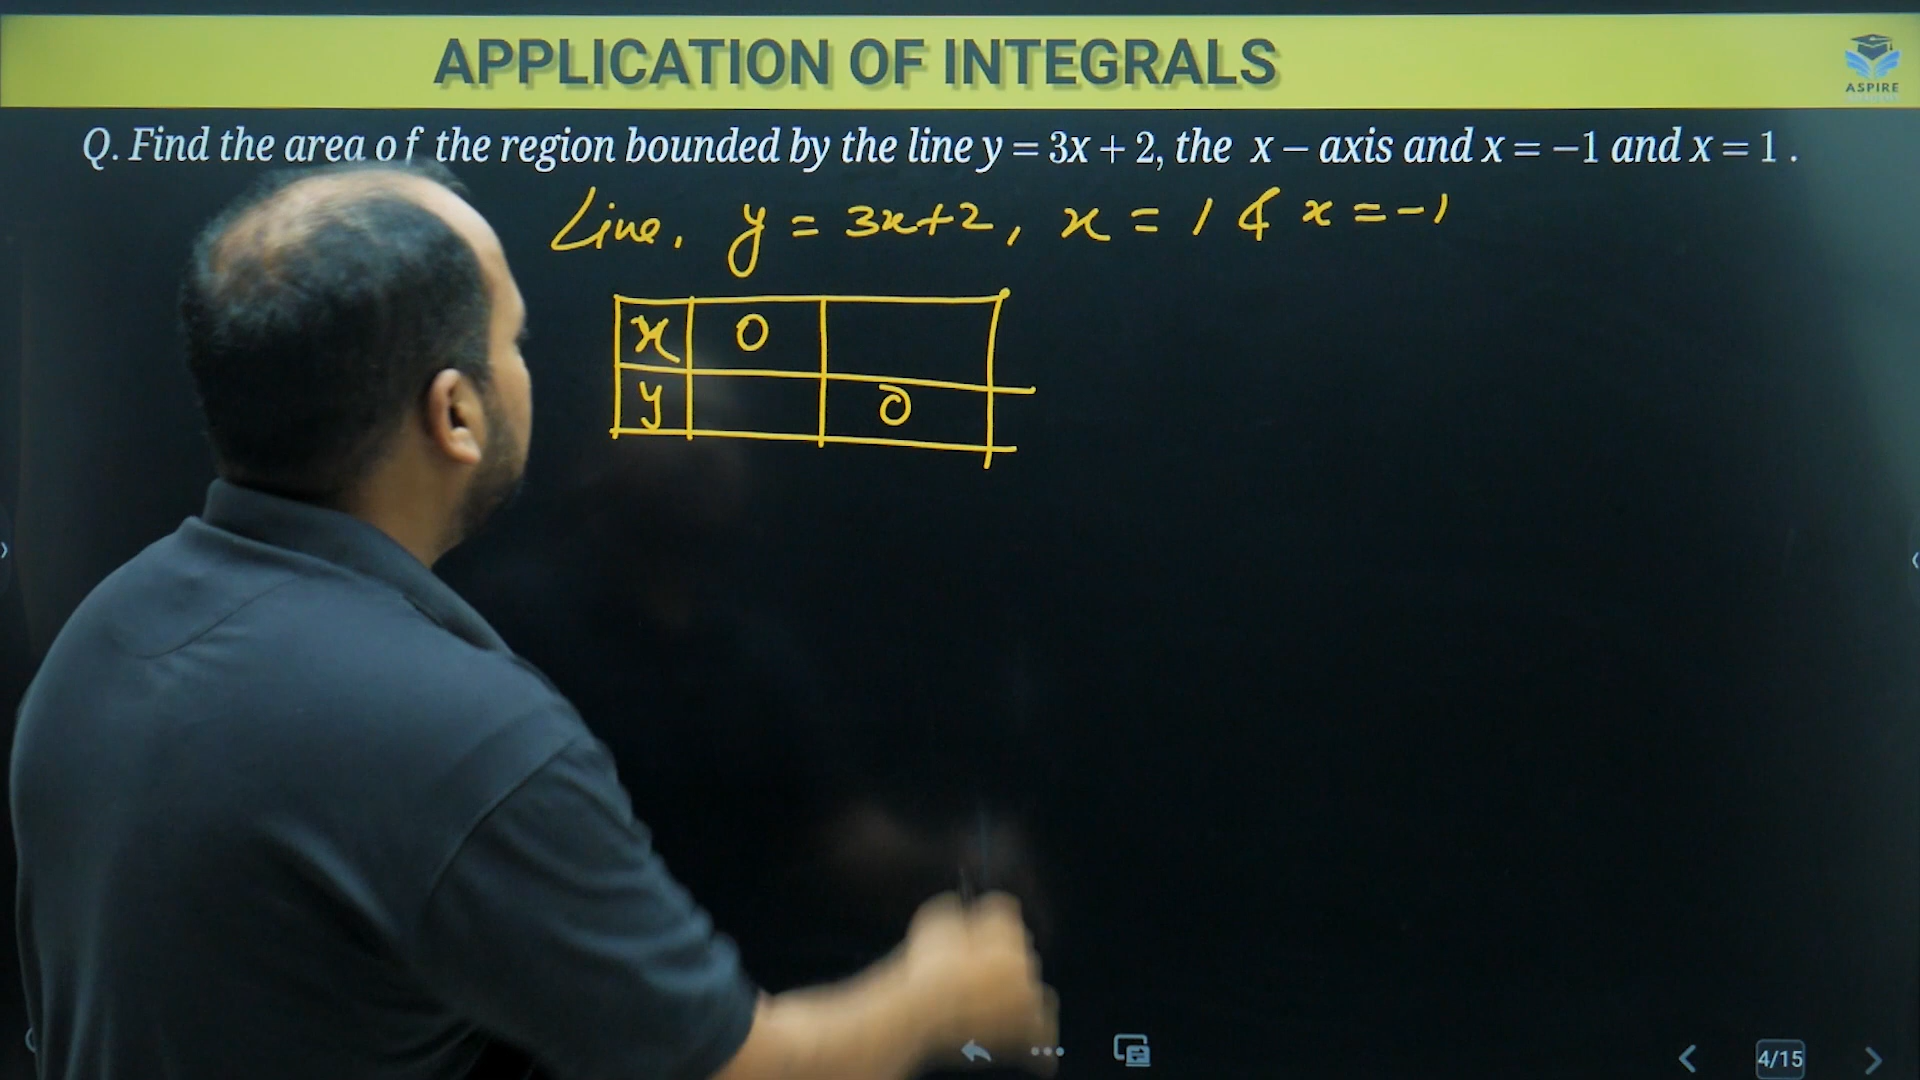 APPLICATION OF INTEGRALS
ASPIRE
Q. Find the area of the region bounded by the line y = 3x + 2, the x – axis and x = −1 and x = 1 .
Line. y = 3x+2, x = 1 & x = -1
x 0
y 0
4/15